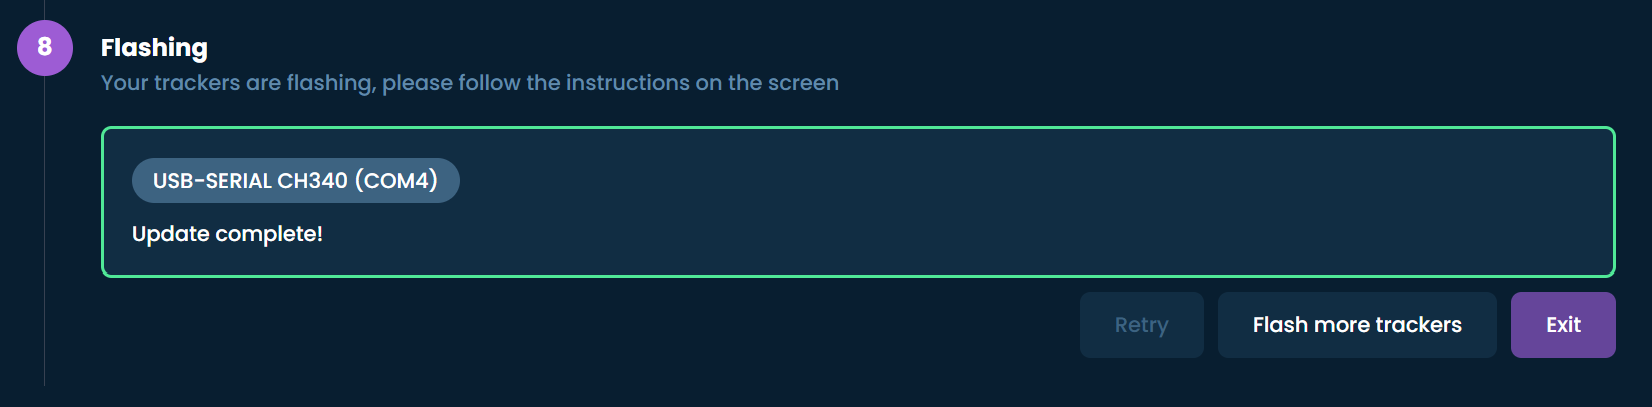 8
Flashing
Your trackers are flashing, please follow the instructions on the screen
USB-SERIAL CH340 (COM4)
Update complete!
Retry
Flash more trackers
Exit